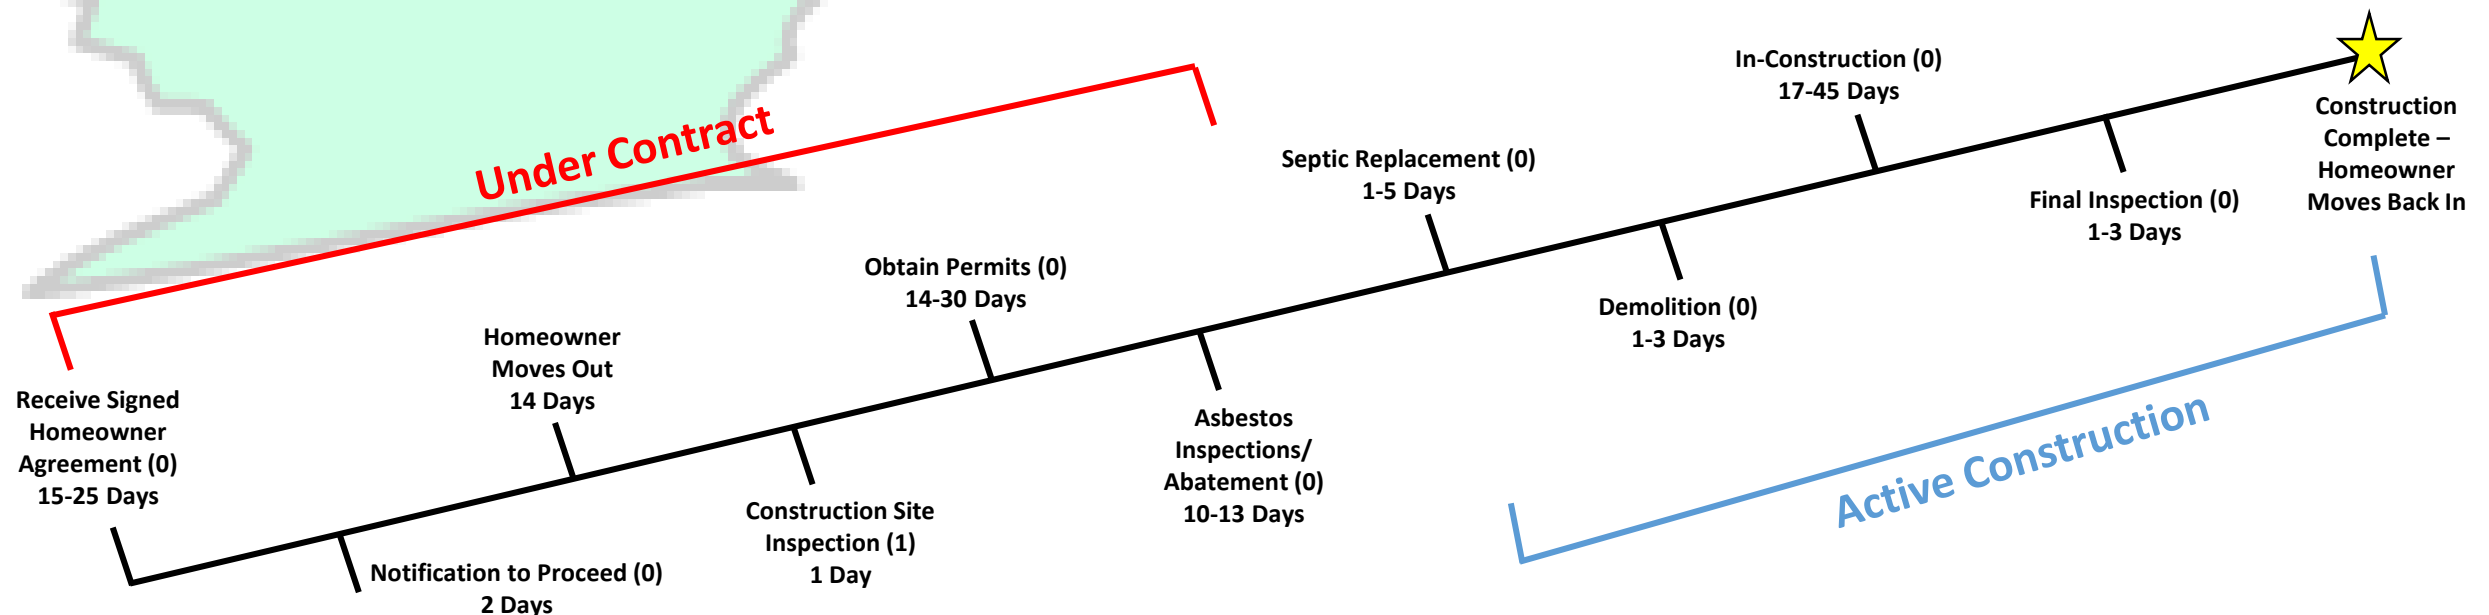 Under Contract
Receive Signed
Homeowner
Agreement (0)
15-25 Days
Notification to Proceed (0)
2 Days
Homeowner
Moves Out
14 Days
Construction Site
Inspection (1)
1 Day
Obtain Permits (0)
14-30 Days
Asbestos
Inspections/
Abatement (0)
10-13 Days
Septic Replacement (0)
1-5 Days
Demolition (0)
1-3 Days
In-Construction (0)
17-45 Days
Final Inspection (0)
1-3 Days
Construction
Complete –
Homeowner
Moves Back In
Active Construction